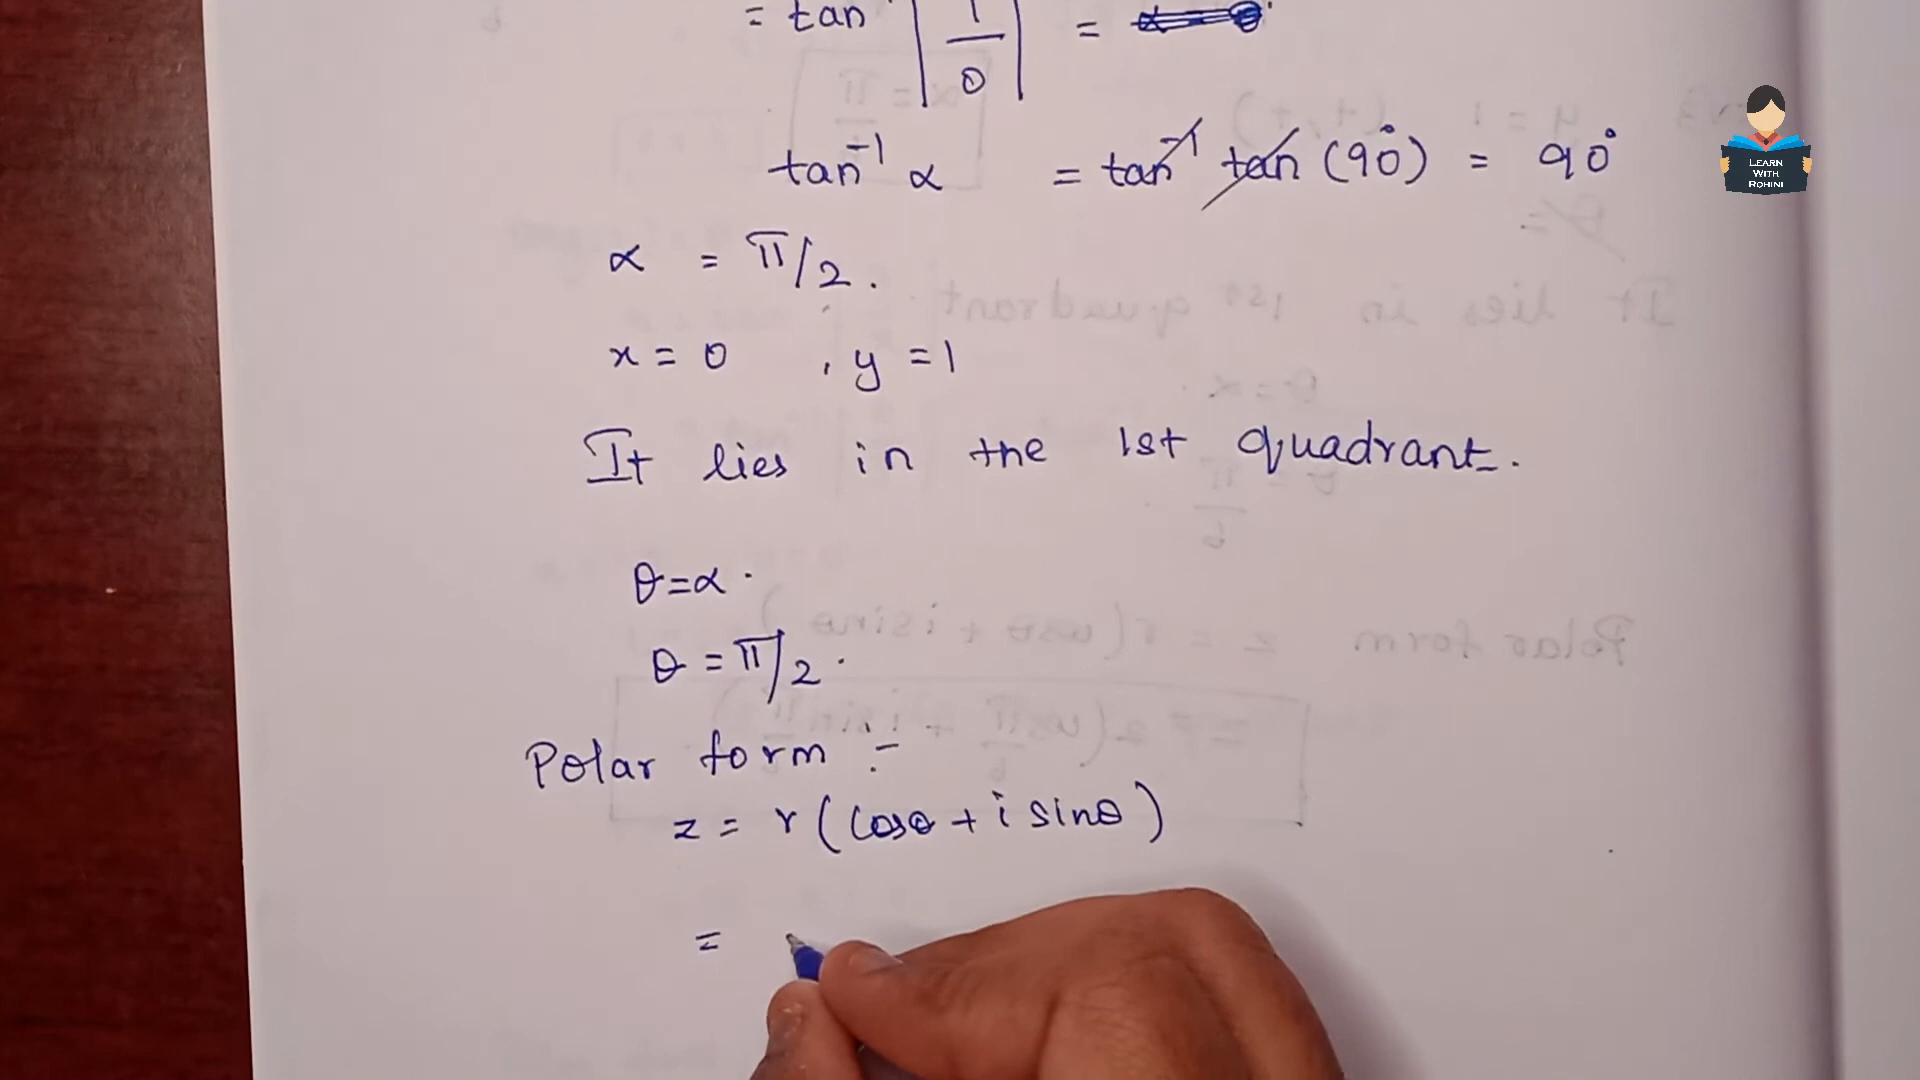 = tan | 1/0 | =
tan⁻¹ α = tan⁻¹ tan (90°) = 90°
LEARN
WITH
ROHINI
α = π/2.
x = 0 , y = 1
It lies in the 1st quadrant.
θ = α.
θ = π/2.
Polar form :-
z = r (cosθ + i sinθ)
=